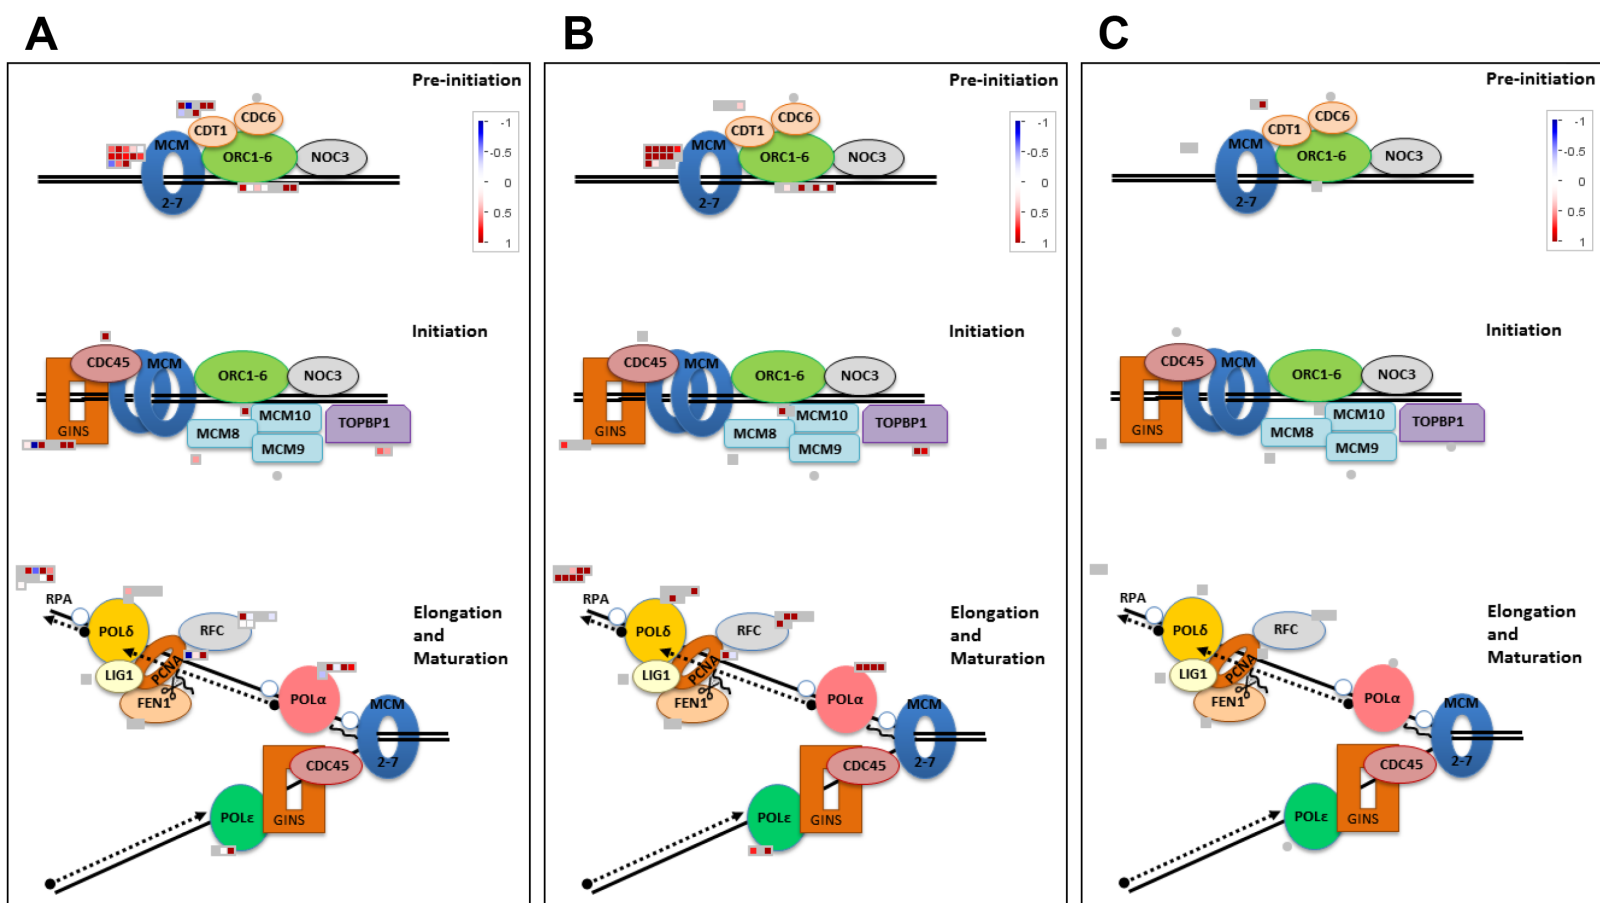 A
Pre-initiation
CDC6
CDT1
MCM
ORC1-6
NOC3
2-7
-1
-0.5
0
0.5
1
Initiation
CDC45
MCM
ORC1-6
NOC3
MCM10
TOPBP1
GINS
MCM8
MCM9
RPA
Elongation
and
Maturation
POLδ
RFC
PCNA
LIG1
FEN1
POLα
MCM
CDC45
2-7
POLε
GINS
B
Pre-initiation
CDC6
CDT1
MCM
ORC1-6
NOC3
2-7
-1
-0.5
0
0.5
1
Initiation
CDC45
MCM
ORC1-6
NOC3
MCM10
TOPBP1
GINS
MCM8
MCM9
RPA
Elongation
and
Maturation
POLδ
RFC
PCNA
LIG1
FEN1
POLα
MCM
CDC45
2-7
POLε
GINS
C
Pre-initiation
CDC6
CDT1
MCM
ORC1-6
NOC3
2-7
-1
-0.5
0
0.5
1
Initiation
CDC45
MCM
ORC1-6
NOC3
MCM10
TOPBP1
GINS
MCM8
MCM9
RPA
Elongation
and
Maturation
POLδ
RFC
PCNA
LIG1
FEN1
POLα
MCM
CDC45
2-7
POLε
GINS